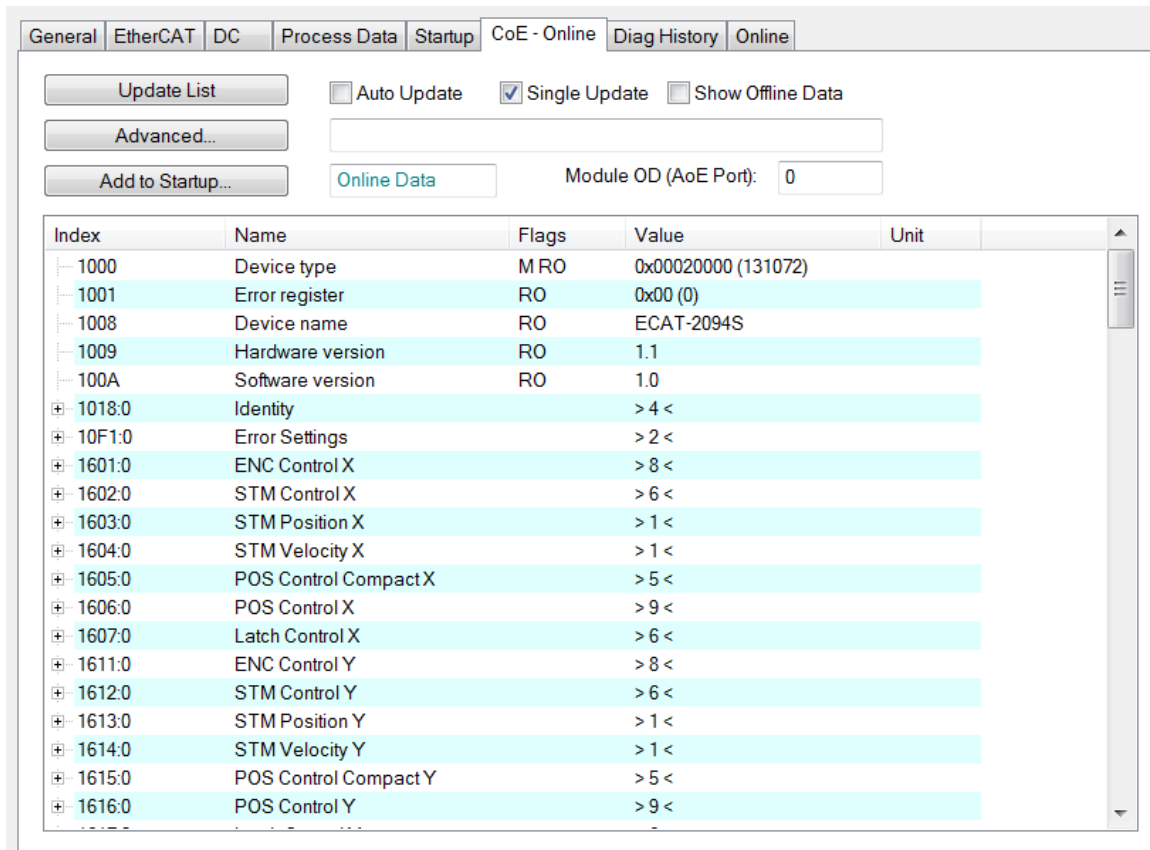 General EtherCAT DC Process Data Startup CoE - Online Diag History Online
Update List Auto Update Single Update Show Offline Data
Advanced...
Add to Startup... Online Data Module OD (AoE Port): 0
Index Name Flags Value Unit
1000 Device type M RO 0x00020000 (131072)
1001 Error register RO 0x00 (0)
1008 Device name RO ECAT-2094S
1009 Hardware version RO 1.1
100A Software version RO 1.0
1018:0 Identity > 4 <
10F1:0 Error Settings > 2 <
1601:0 ENC Control X > 8 <
1602:0 STM Control X > 6 <
1603:0 STM Position X > 1 <
1604:0 STM Velocity X > 1 <
1605:0 POS Control Compact X > 5 <
1606:0 POS Control X > 9 <
1607:0 Latch Control X > 6 <
1611:0 ENC Control Y > 8 <
1612:0 STM Control Y > 6 <
1613:0 STM Position Y > 1 <
1614:0 STM Velocity Y > 1 <
1615:0 POS Control Compact Y > 5 <
1616:0 POS Control Y > 9 <